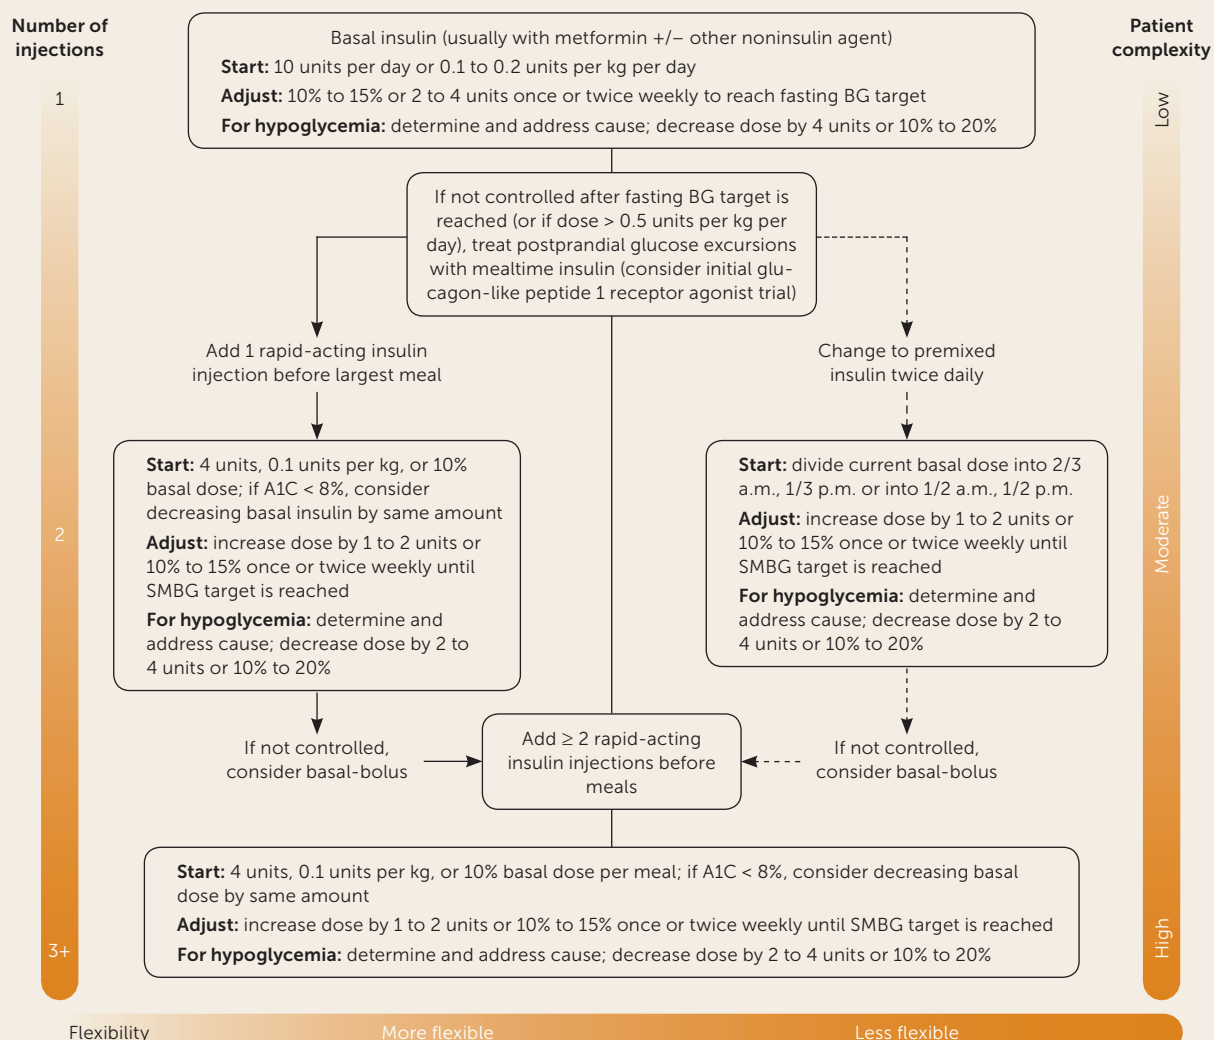 Number of
injections
Patient
complexity
Basal insulin (usually with metformin +/− other noninsulin agent)
Start: 10 units per day or 0.1 to 0.2 units per kg per day
Adjust: 10% to 15% or 2 to 4 units once or twice weekly to reach fasting BG target
For hypoglycemia: determine and address cause; decrease dose by 4 units or 10% to 20%
1
Low
If not controlled after fasting BG target is
reached (or if dose > 0.5 units per kg per
day), treat postprandial glucose excursions
with mealtime insulin (consider initial glu-
cagon-like peptide 1 receptor agonist trial)
Add 1 rapid-acting insulin
injection before largest meal
Change to premixed
insulin twice daily
Start: 4 units, 0.1 units per kg, or 10%
basal dose; if A1C < 8%, consider
decreasing basal insulin by same amount
Adjust: increase dose by 1 to 2 units or
10% to 15% once or twice weekly until
SMBG target is reached
For hypoglycemia: determine and
address cause; decrease dose by 2 to
4 units or 10% to 20%
Start: divide current basal dose into 2/3
a.m., 1/3 p.m. or into 1/2 a.m., 1/2 p.m.
Adjust: increase dose by 1 to 2 units or
10% to 15% once or twice weekly until
SMBG target is reached
For hypoglycemia: determine and
address cause; decrease dose by 2 to
4 units or 10% to 20%
2
Moderate
If not controlled,
consider basal-bolus
Add ≥ 2 rapid-acting
insulin injections before
meals
If not controlled,
consider basal-bolus
Start: 4 units, 0.1 units per kg, or 10% basal dose per meal; if A1C < 8%, consider decreasing basal
dose by same amount
Adjust: increase dose by 1 to 2 units or 10% to 15% once or twice weekly until SMBG target is reached
For hypoglycemia: determine and address cause; decrease dose by 2 to 4 units or 10% to 20%
3+
High
Flexibility
More flexible
Less flexible